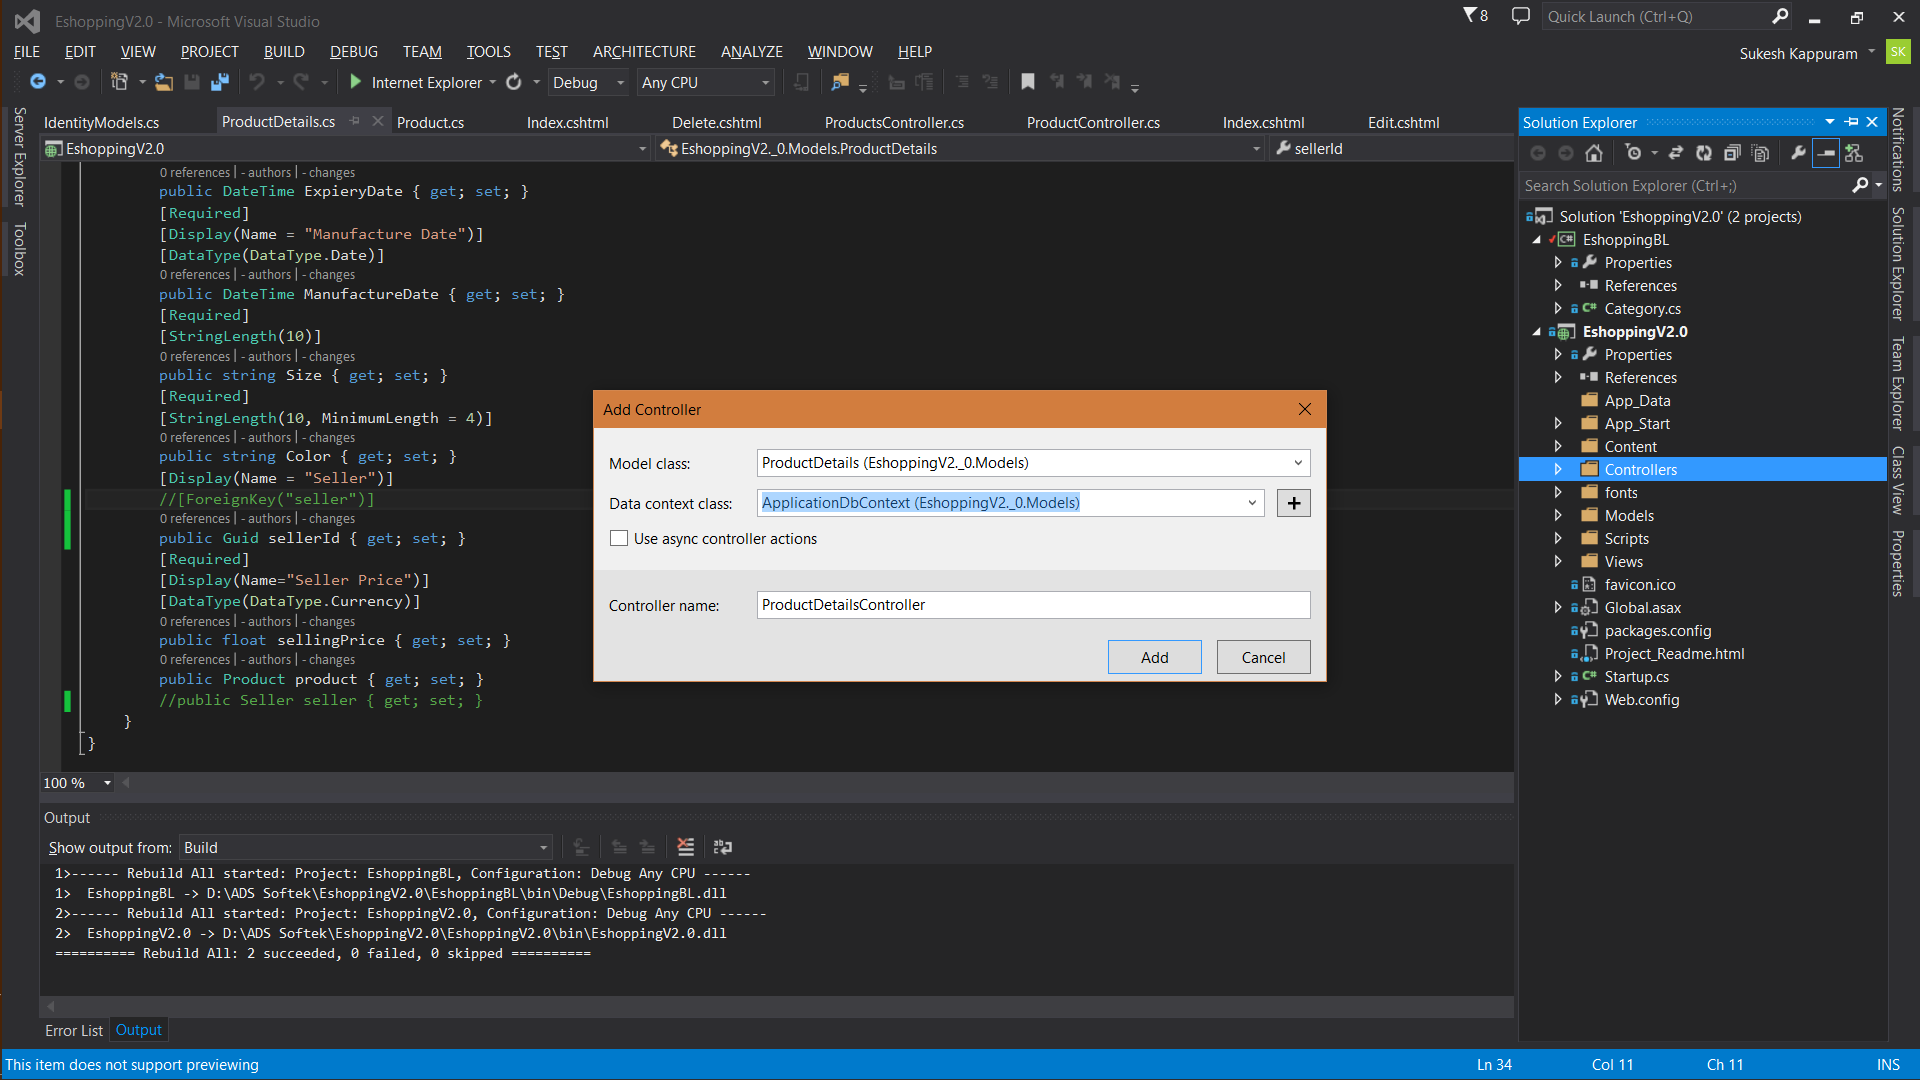 EshoppingV2.0 - Microsoft Visual Studio
8
Quick Launch (Ctrl+Q)
FILE EDIT VIEW PROJECT BUILD DEBUG TEAM TOOLS TEST ARCHITECTURE ANALYZE WINDOW HELP
Sukesh Kappuram
SK
Internet Explorer
Debug
Any CPU
Server Explorer
Toolbox
IdentityModels.cs
ProductDetails.cs
Product.cs
Index.cshtml
Delete.cshtml
ProductsController.cs
ProductController.cs
Index.cshtml
Edit.cshtml
EshoppingV2.0
EshoppingV2._0.Models.ProductDetails
sellerId
0 references | - authors | - changes
public DateTime ExpieryDate { get; set; }
[Required]
[Display(Name = "Manufacture Date")]
[DataType(DataType.Date)]
0 references | - authors | - changes
public DateTime ManufactureDate { get; set; }
[Required]
[StringLength(10)]
0 references | - authors | - changes
public string Size { get; set; }
[Required]
[StringLength(10, MinimumLength = 4)]
0 references | - authors | - changes
public string Color { get; set; }
[Display(Name = "Seller")]
//[ForeignKey("seller")]
0 references | - authors | - changes
public Guid sellerId { get; set; }
[Required]
[Display(Name="Seller Price")]
[DataType(DataType.Currency)]
0 references | - authors | - changes
public float sellingPrice { get; set; }
0 references | - authors | - changes
public Product product { get; set; }
//public Seller seller { get; set; }
}
}
100 %
Add Controller
Model class:
ProductDetails (EshoppingV2._0.Models)
Data context class:
ApplicationDbContext (EshoppingV2._0.Models)
Use async controller actions
Controller name:
ProductDetailsController
Add
Cancel
Output
Show output from: Build
1>------ Rebuild All started: Project: EshoppingBL, Configuration: Debug Any CPU ------
1>  EshoppingBL -> D:\ADS Softek\EshoppingV2.0\EshoppingBL\bin\Debug\EshoppingBL.dll
2>------ Rebuild All started: Project: EshoppingV2.0, Configuration: Debug Any CPU ------
2>  EshoppingV2.0 -> D:\ADS Softek\EshoppingV2.0\EshoppingV2.0\bin\EshoppingV2.0.dll
========== Rebuild All: 2 succeeded, 0 failed, 0 skipped ==========
Error List
Output
Solution Explorer
Search Solution Explorer (Ctrl+;)
Solution 'EshoppingV2.0' (2 projects)
C# EshoppingBL
Properties
References
C# Category.cs
EshoppingV2.0
Properties
References
App_Data
App_Start
Content
Controllers
fonts
Models
Scripts
Views
favicon.ico
Global.asax
packages.config
Project_Readme.html
C# Startup.cs
Web.config
Notifications
Solution Explorer
Team Explorer
Class View
Properties
This item does not support previewing
Ln 34
Col 11
Ch 11
INS